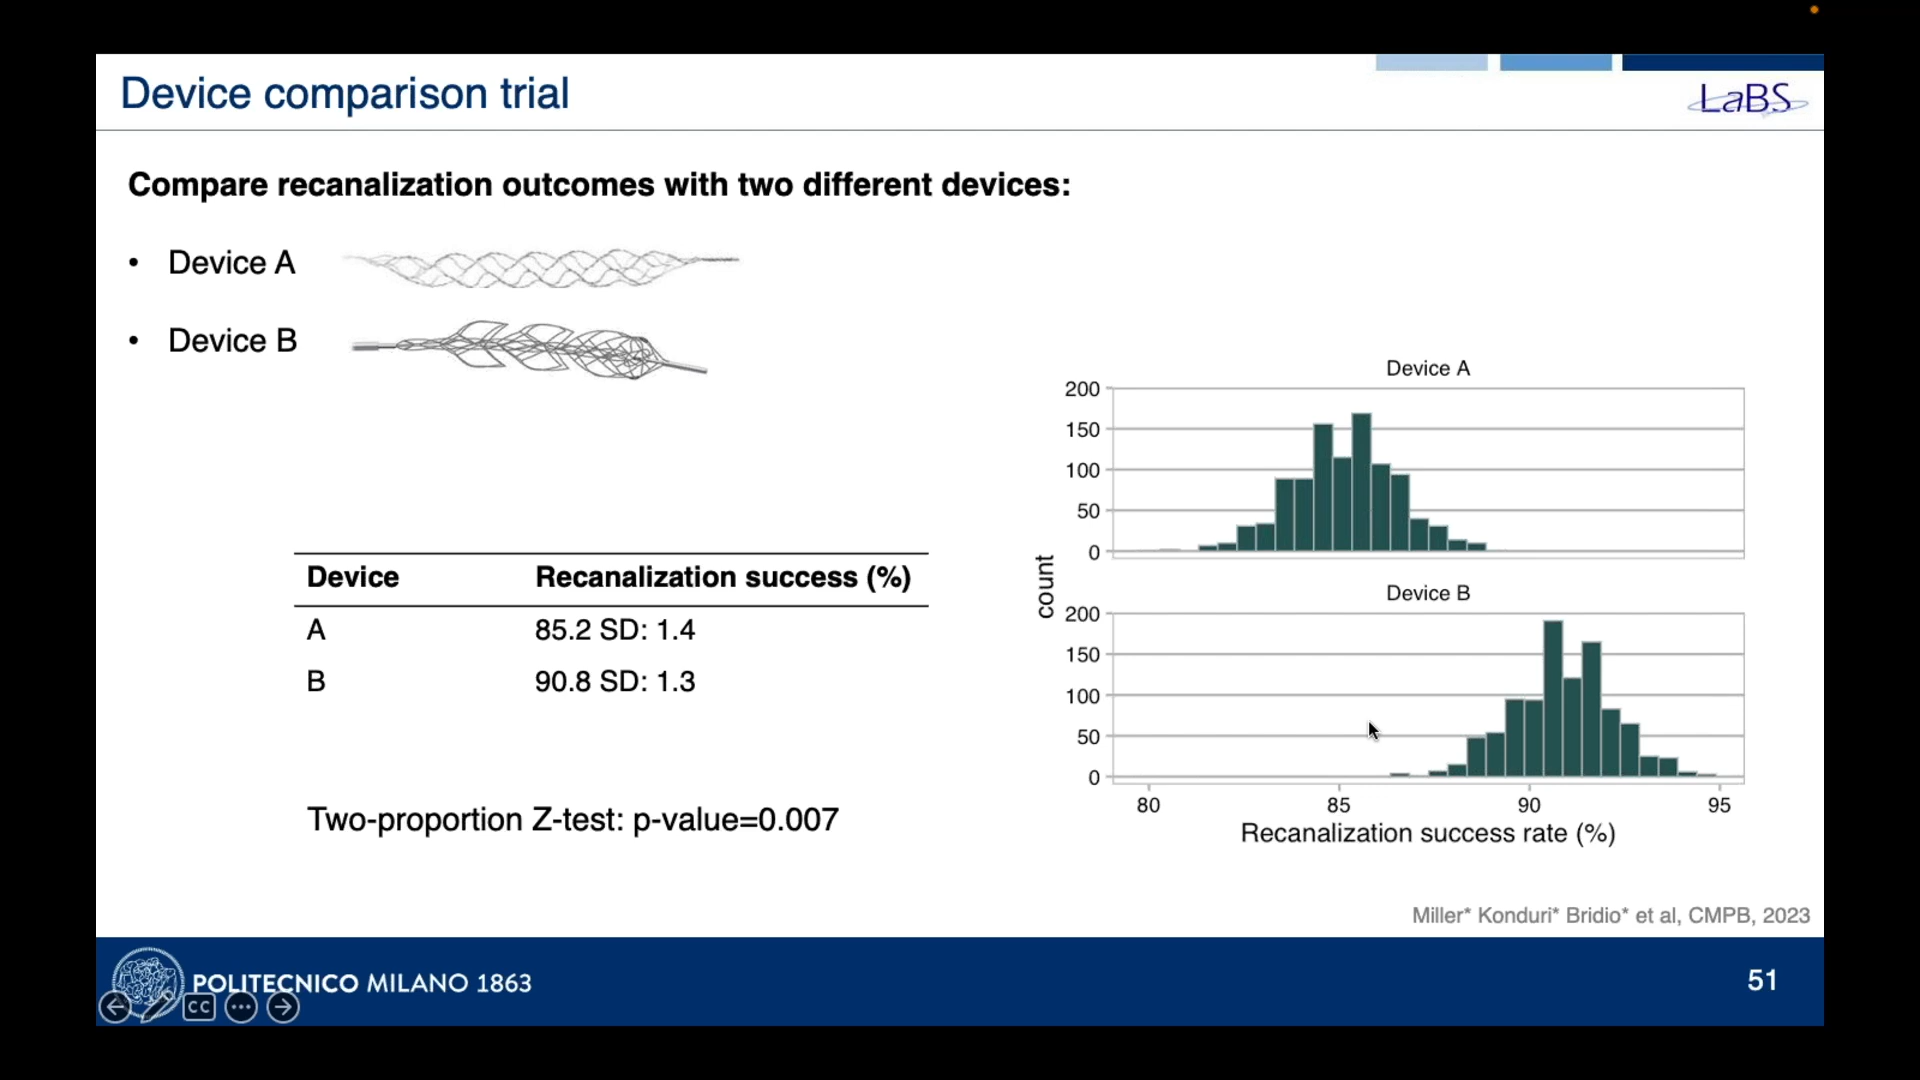 Device comparison trial
LaBS
Compare recanalization outcomes with two different devices:
• Device A
• Device B
Device Recanalization success (%)
A 85.2 SD: 1.4
B 90.8 SD: 1.3
Two-proportion Z-test: p-value=0.007
Device A
200
150
100
50
0
count
Device B
200
150
100
50
0
80 85 90 95
Recanalization success rate (%)
Miller* Konduri* Bridio* et al, CMPB, 2023
POLITECNICO MILANO 1863
CC
51